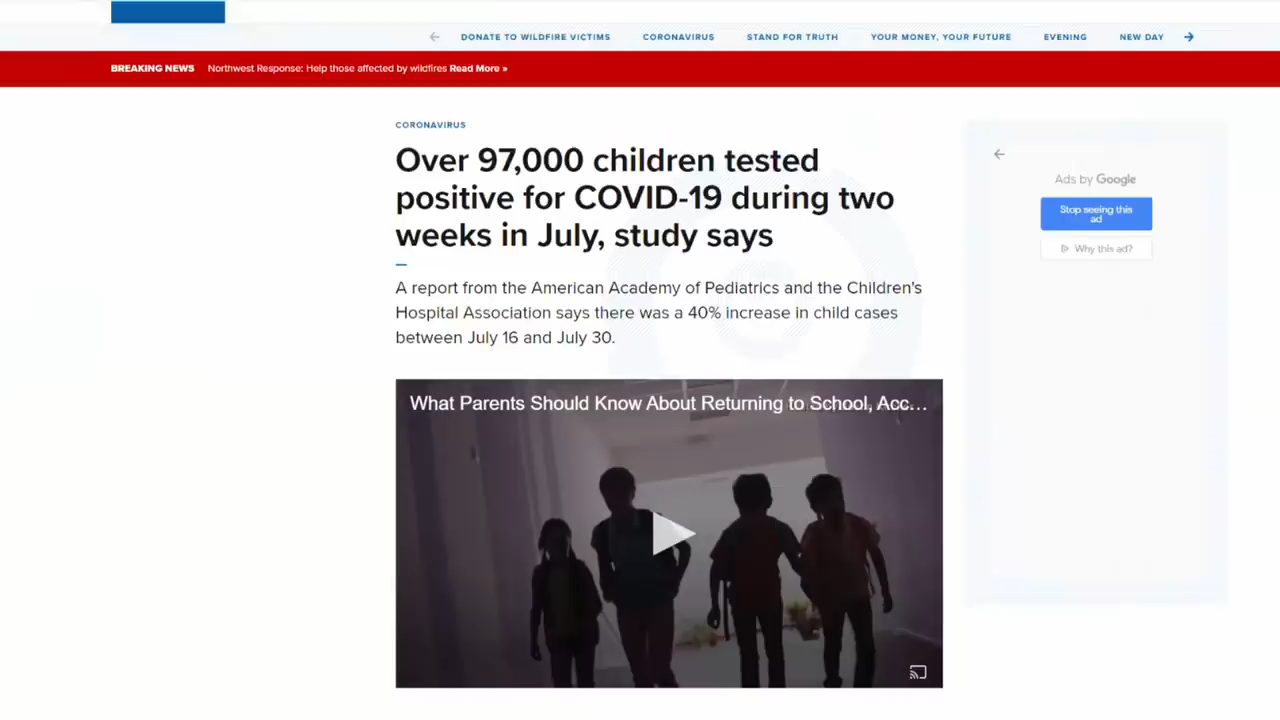 DONATE TO WILDFIRE VICTIMS CORONAVIRUS STAND FOR TRUTH YOUR MONEY, YOUR FUTURE EVENING NEW DAY
BREAKING NEWS Northwest Response: Help those affected by wildfires Read More »
CORONAVIRUS
Over 97,000 children tested
positive for COVID-19 during two
weeks in July, study says
A report from the American Academy of Pediatrics and the Children's
Hospital Association says there was a 40% increase in child cases
between July 16 and July 30.
What Parents Should Know About Returning to School, Acc...
Ads by Google
Stop seeing this
ad
Why this ad?